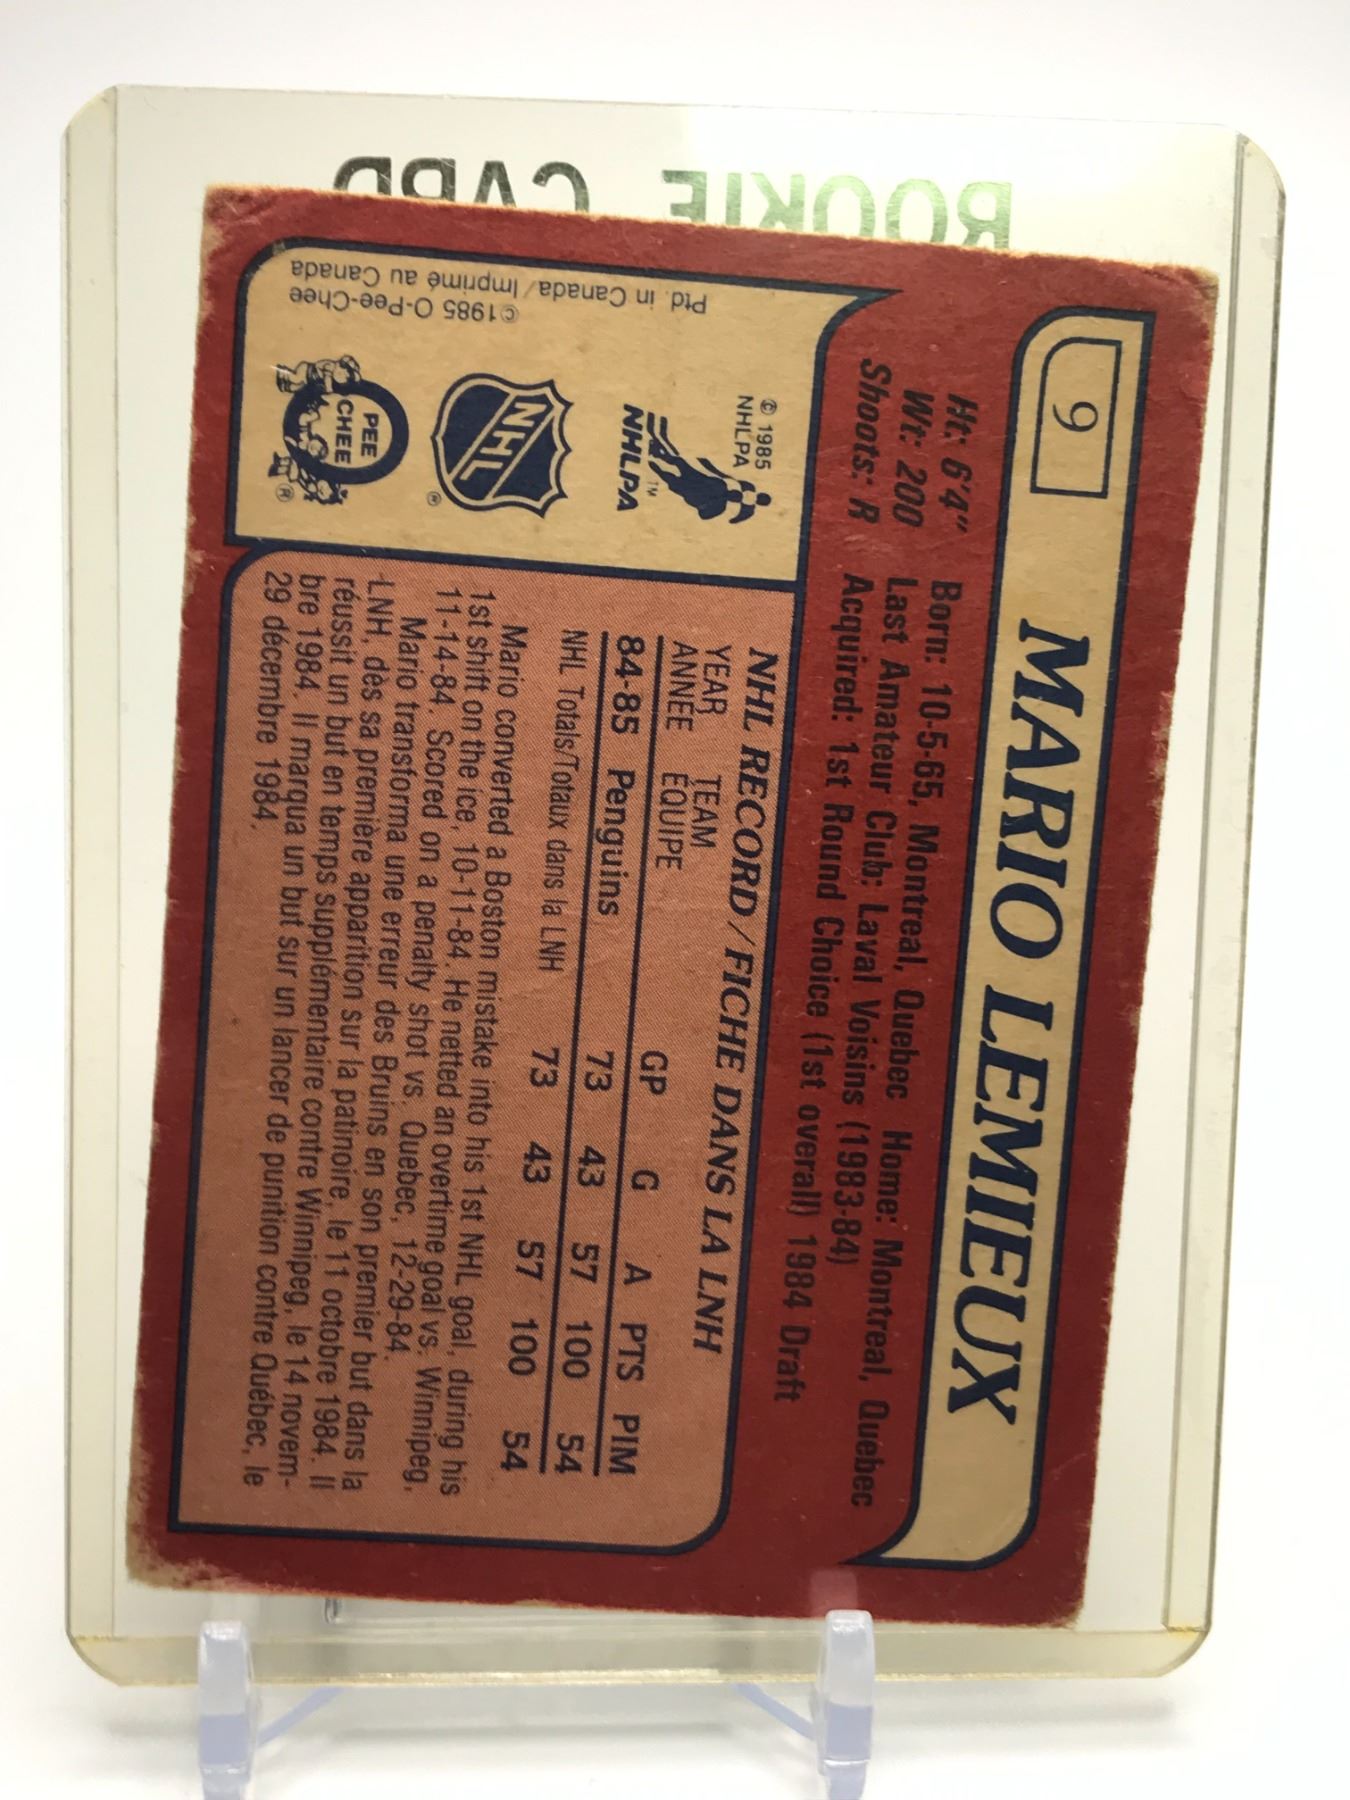 ROOKIE CARD
9
MARIO LEMIEUX
Ht: 6'4" Born: 10-5-65, Montreal, Quebec Home: Montreal, Quebec
Wt: 200 Last Amateur Club: Laval Voisins (1983-84)
Shoots: R Acquired: 1st Round Choice (1st overall) 1984 Draft
© 1985
NHLPA
NHLPA
TM
NHL
®
PEE
CHEE
®
©1985 O-Pee-Chee
Ptd. in Canada/Imprimé au Canada
NHL RECORD/FICHE DANS LA LNH
YEAR TEAM
ANNÉE ÉQUIPE GP G A PTS PIM
84-85 Penguins 73 43 57 100 54
NHL Totals/Totaux dans la LNH 73 43 57 100 54
Mario converted a Boston mistake into his 1st NHL goal, during his
1st shift on the ice, 10-11-84. He netted an overtime goal vs. Winnipeg,
11-14-84. Scored on a penalty shot vs. Quebec, 12-29-84.
Mario transforma une erreur des Bruins en son premier but dans la
LNH, dès sa première apparition sur la patinoire, le 11 octobre 1984. Il
réussit un but en temps supplémentaire contre Winnipeg, le 14 novem-
bre 1984. Il marqua un but sur un lancer de punition contre Québec, le
29 décembre 1984.